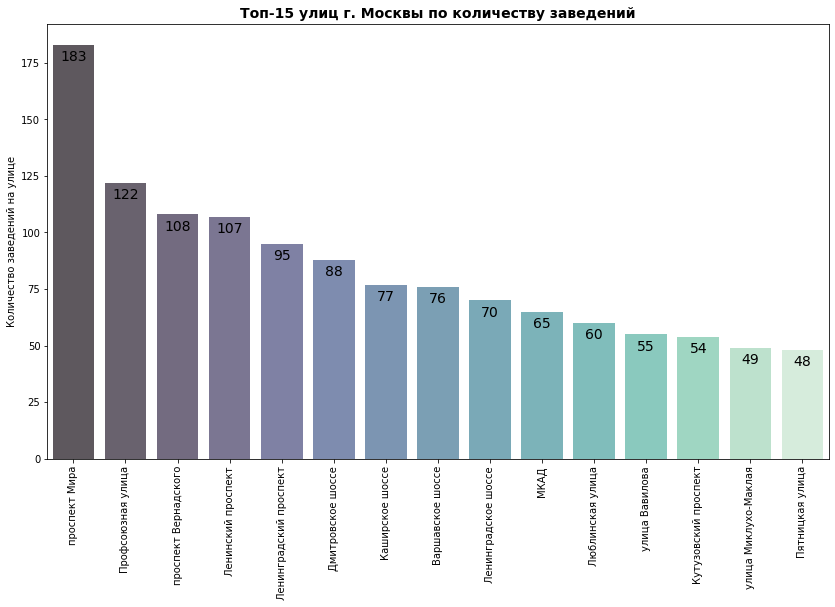 Топ-15 улиц г. Москвы по количеству заведений
Количество заведений на улице
175
150
125
100
75
50
25
0
183
122
108
107
95
88
77
76
70
65
60
55
54
49
48
проспект Мира
Профсоюзная улица
проспект Вернадского
Ленинский проспект
Ленинградский проспект
Дмитровское шоссе
Каширское шоссе
Варшавское шоссе
Ленинградское шоссе
МКАД
Люблинская улица
улица Вавилова
Кутузовский проспект
улица Миклухо-Маклая
Пятницкая улица